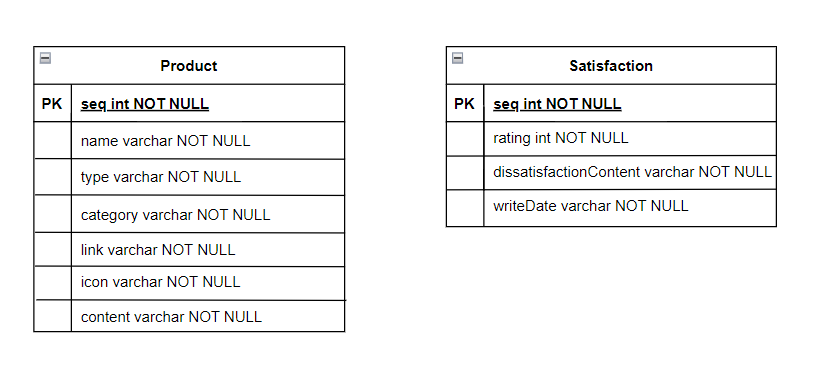 Product
PK seq int NOT NULL
name varchar NOT NULL
type varchar NOT NULL
category varchar NOT NULL
link varchar NOT NULL
icon varchar NOT NULL
content varchar NOT NULL
Satisfaction
PK seq int NOT NULL
rating int NOT NULL
dissatisfactionContent varchar NOT NULL
writeDate varchar NOT NULL